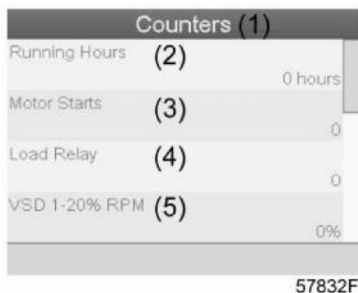 Counters (1)
Running Hours (2)
0 hours
Motor Starts (3)
0
Load Relay (4)
0
VSD 1-20% RPM (5)
0%
57832F